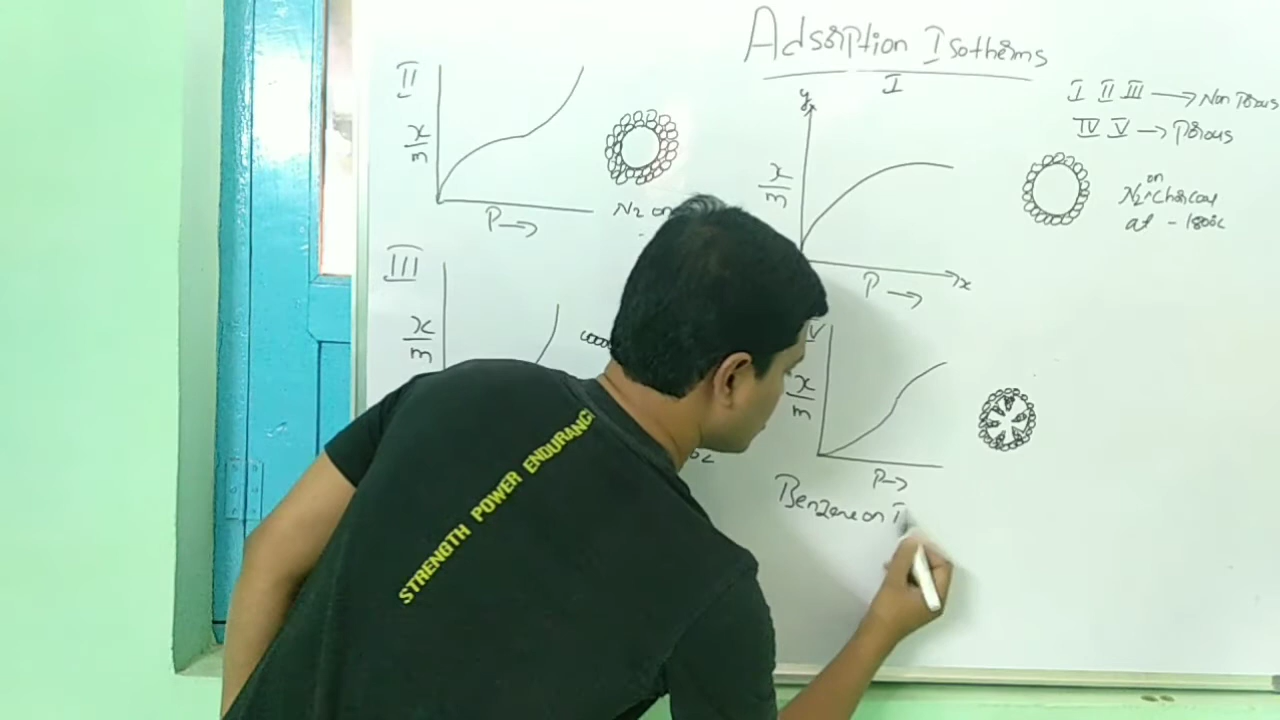 Adsorption Isotherms
I
I II III → Non Porous
IV V → Porous
y
x/m
P →
x
on
N2 Charcoal
at - 180°c
II
x/m
P →
N2 on
III
x/m
°c
IV
x/m
P →
Benzene on
STRENGTH POWER ENDURANCE